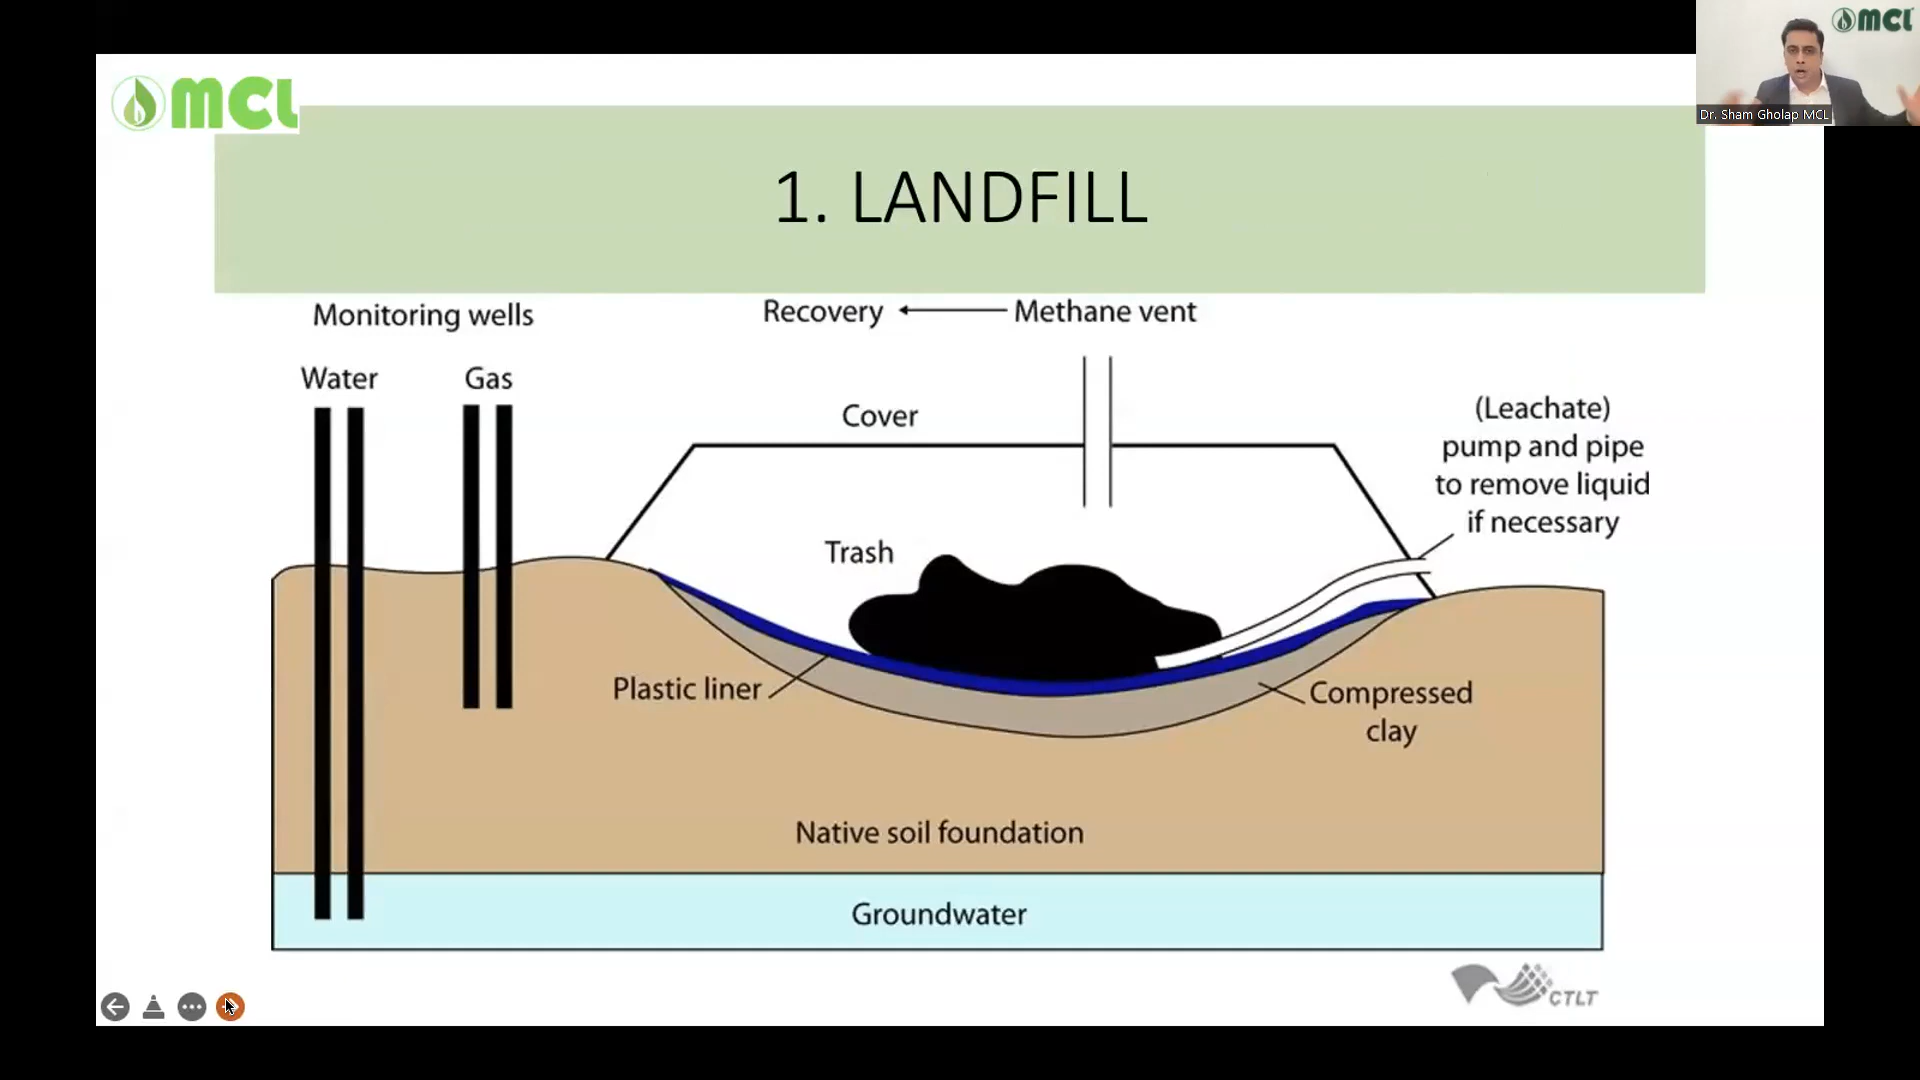 MCL
MCL
Dr. Sham Gholap MCL
1. LANDFILL
Monitoring wells
Recovery
Methane vent
Water
Gas
Cover
(Leachate)
pump and pipe
to remove liquid
if necessary
Trash
Plastic liner
Compressed
clay
Native soil foundation
Groundwater
CTLT